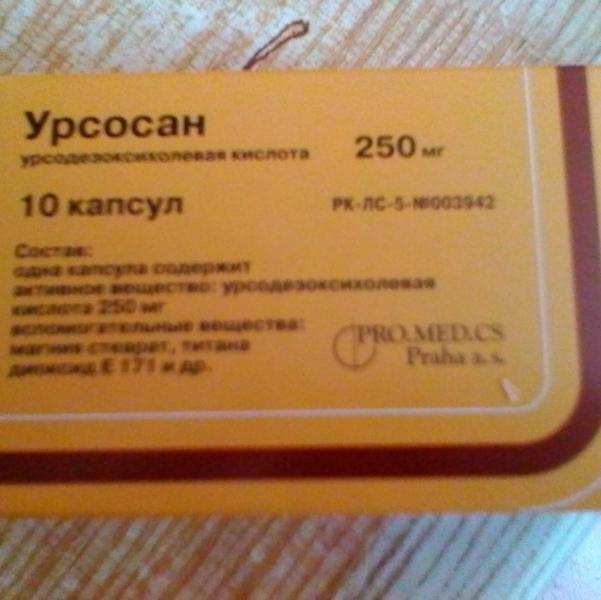 Урсосан
урсодезоксихолевая кислота
250 мг
10 капсул
РК-ЛС-5-№003942
Состав:
одна капсула содержит
активное вещество: урсодезоксихолевая
кислота 250 мг
вспомогательные вещества:
магния стеарат, титана
диоксид Е 171 и др.
PRO.MED.CS
Praha a. s.